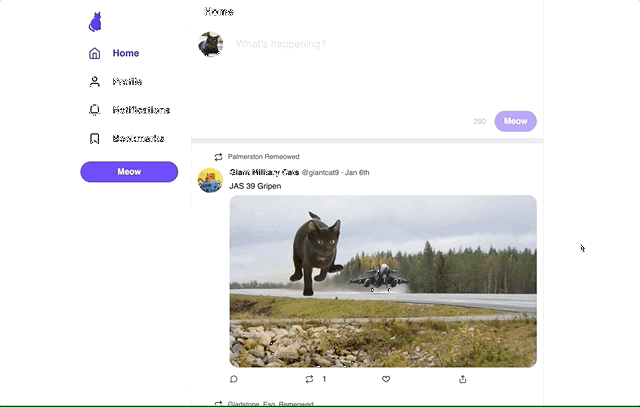 Home
Home
What's happening?
Profile
Notifications
280
Meow
Bookmarks
Meow
Palmerston Remeowed
Giant Military Cats @giantcat9 · Jan 6th
JAS 39 Gripen
1
Gladstone, Esq. Remeowed